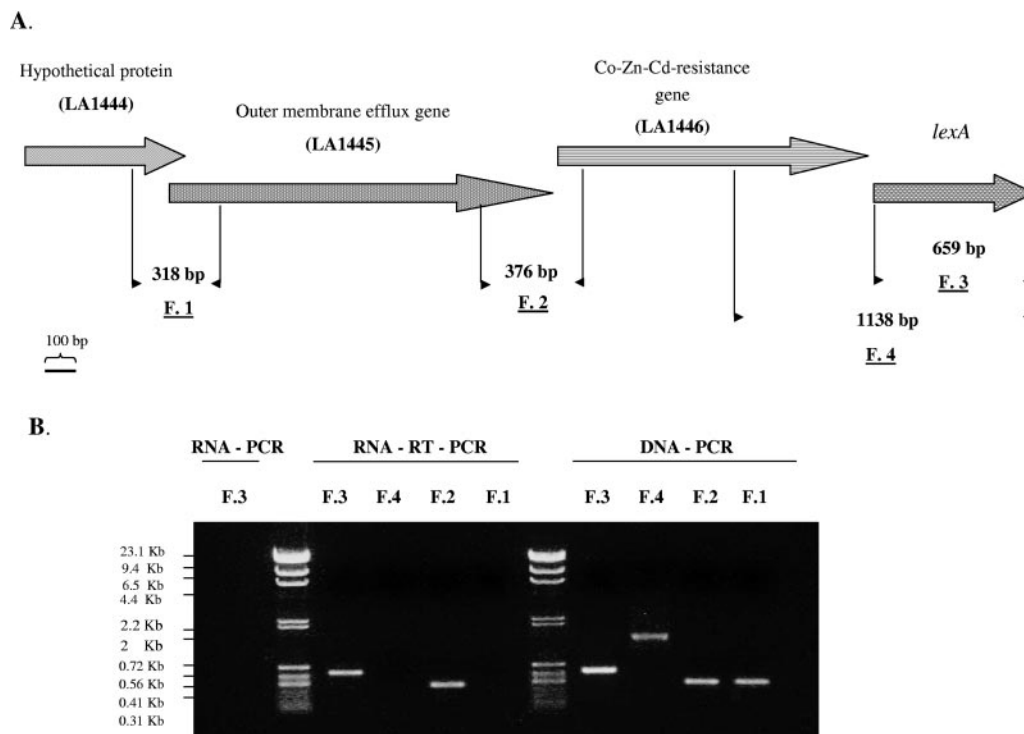 A.
Hypothetical protein
(LA1444)
Outer membrane efflux gene
(LA1445)
Co-Zn-Cd-resistance
gene
(LA1446)
lexA
318 bp
F. 1
376 bp
F. 2
659 bp
F. 3
1138 bp
F. 4
100 bp
B.
RNA - PCR
RNA - RT - PCR
DNA - PCR
F.3
F.3 F.4 F.2 F.1
F.3 F.4 F.2 F.1
23.1 Kb
9.4 Kb
6.5 Kb
4.4 Kb
2.2 Kb
2 Kb
0.72 Kb
0.56 Kb
0.41 Kb
0.31 Kb